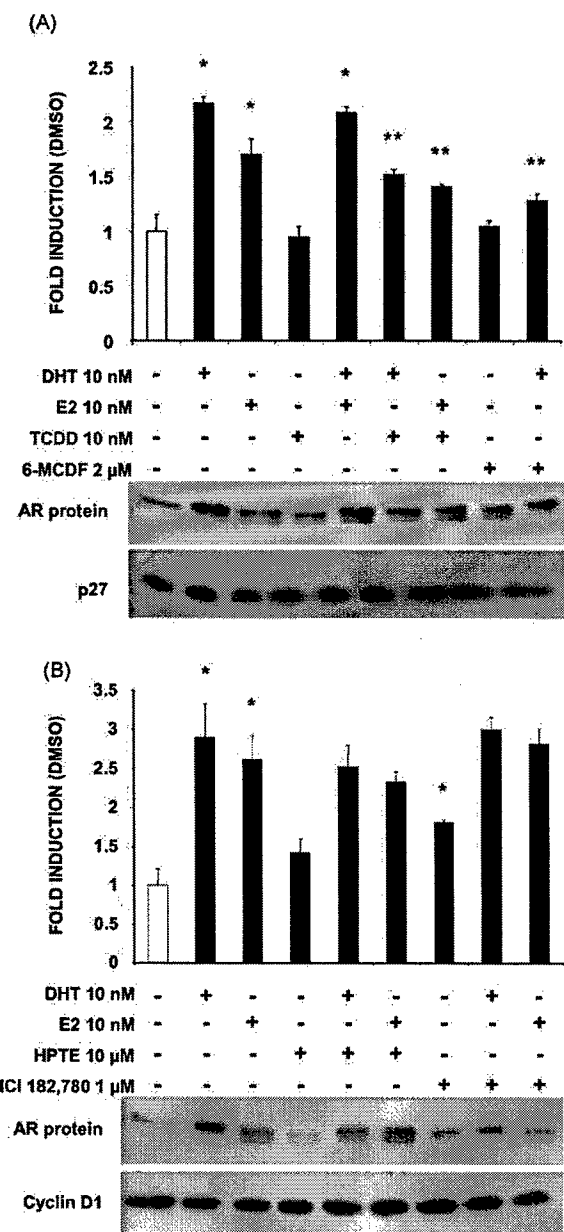 (A)
FOLD INDUCTION (DMSO)
2.5
2
1.5
1
0.5
0
* * * ** ** **
DHT 10 nM - + - - + + - - +
E2 10 nM - - + - + - + - -
TCDD 10 nM - - - + - + + - -
6-MCDF 2 µM - - - - - - - + +
AR protein
p27
(B)
FOLD INDUCTION (DMSO)
3.5
3
2.5
2
1.5
1
0.5
0
* * *
DHT 10 nM - + - - + - - + -
E2 10 nM - - + - - + - - +
HPTE 10 µM - - - + + + - - -
ICI 182,780 1 µM - - - - - - + + +
AR protein
Cyclin D1